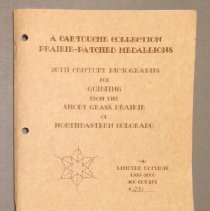 A CARTOUCHE COLLECTION
PRAIRIE-PATCHED MEDALLIONS
20TH CENTURY PICTOGRAPHS
FOR
QUILTING
FROM THE
SHORT GRASS PRAIRIE
OF
NORTHEASTERN COLORADO
A
LIMITED EDITION